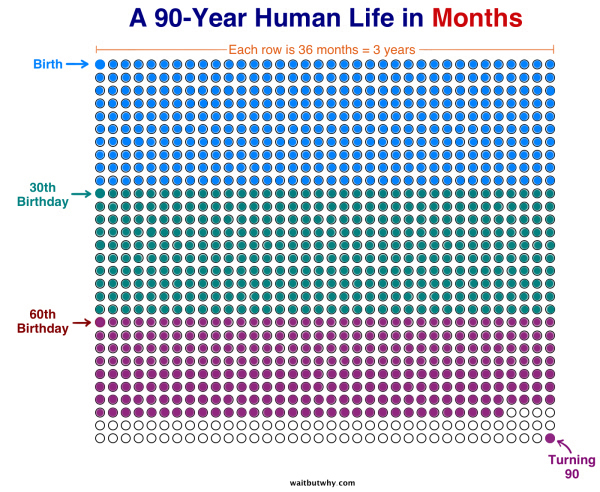 A 90-Year Human Life in Months
Each row is 36 months = 3 years
Birth
30th
Birthday
60th
Birthday
Turning
90
waitbutwhy.com